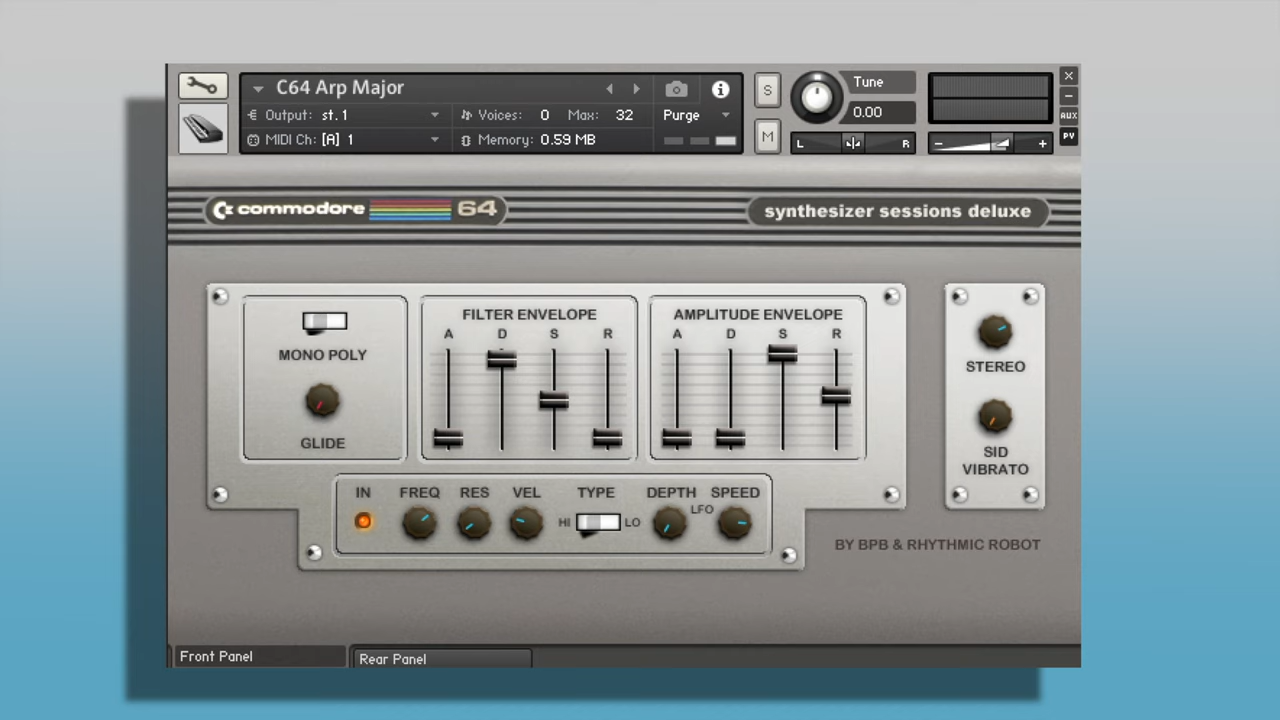 C64 Arp Major
S
Tune
Output: st.1
Voices: 0 Max: 32
Purge
0.00
AUX
MIDI Ch: [A] 1
Memory: 0.59 MB
M
L R
- +
PV
commodore 64
synthesizer sessions deluxe
FILTER ENVELOPE
AMPLITUDE ENVELOPE
A D S R
A D S R
MONO POLY
STEREO
GLIDE
SID
VIBRATO
IN FREQ RES VEL TYPE DEPTH SPEED
LFO
HI LO
BY BPB & RHYTHMIC ROBOT
Front Panel
Rear Panel